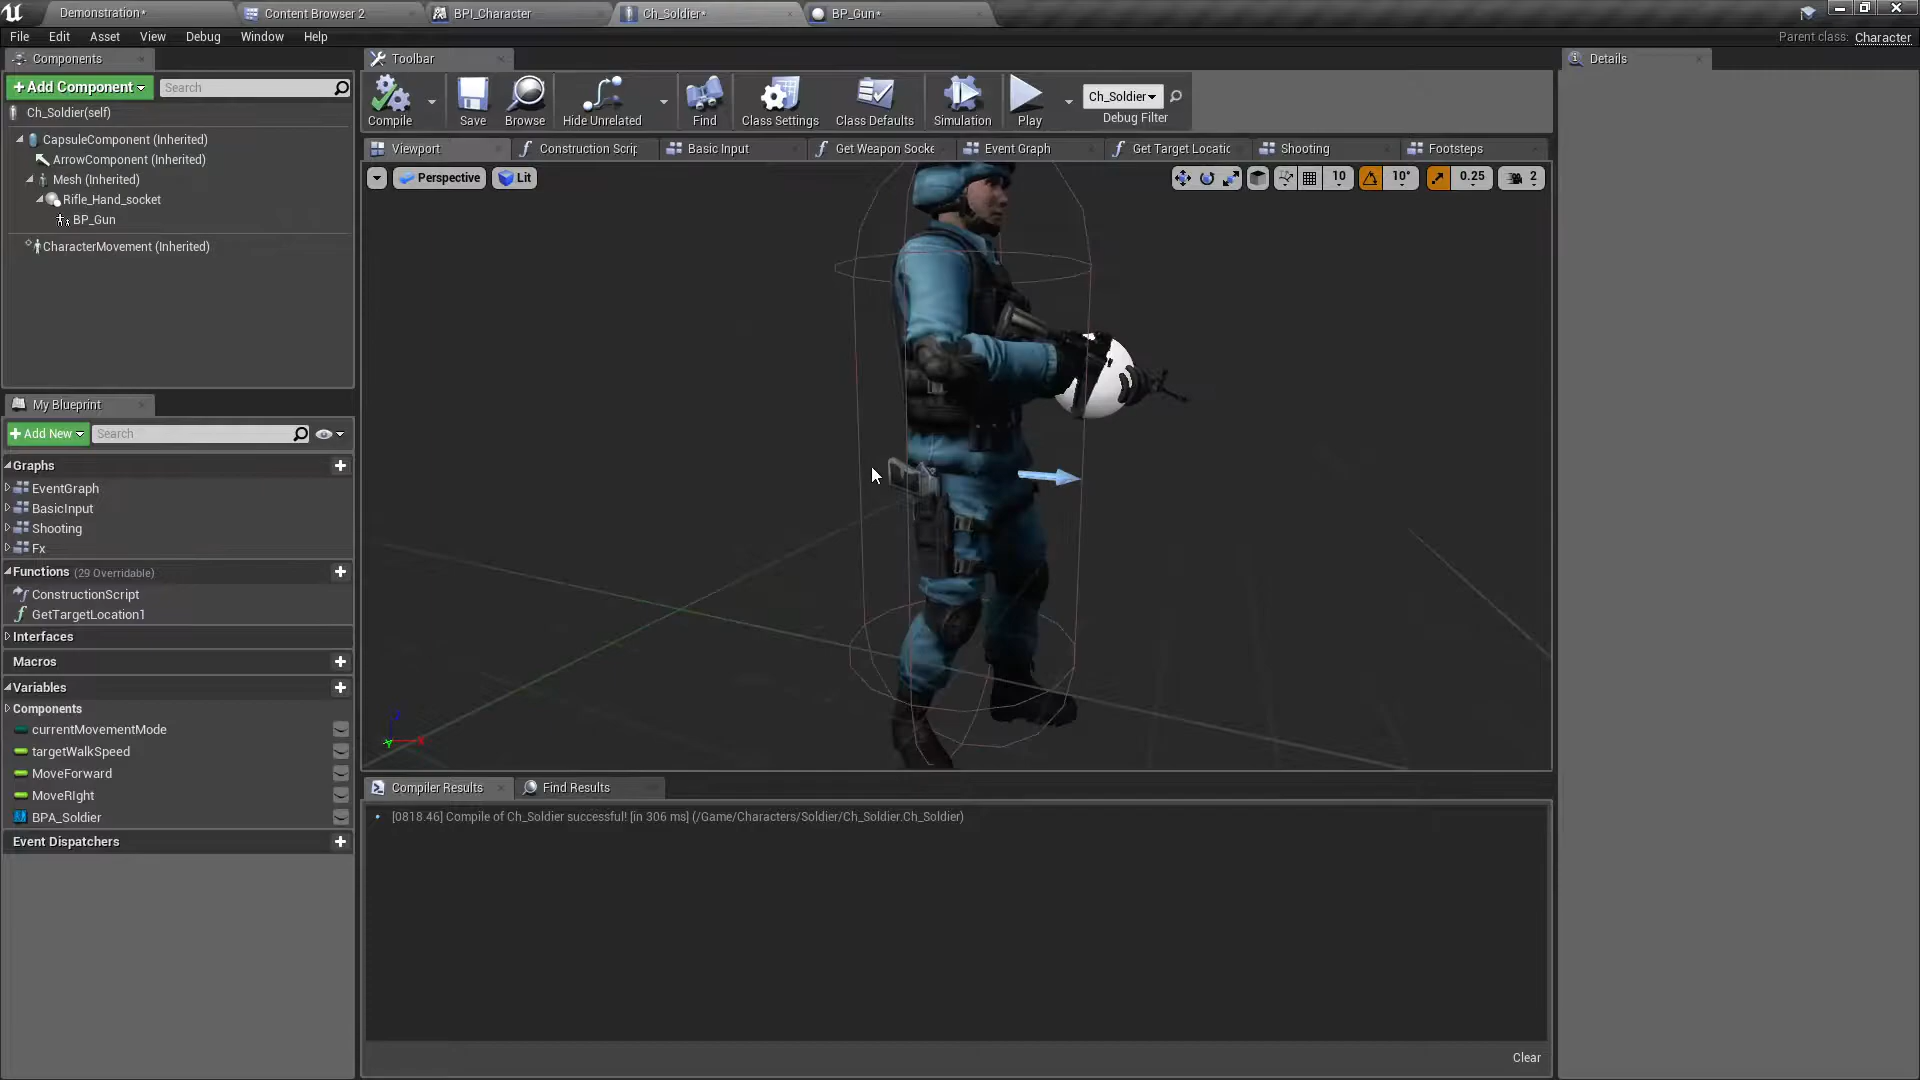 Demonstration*
Content Browser 2
BPI_Character
Ch_Soldier*
BP_Gun*
File
Edit
Asset
View
Debug
Window
Help
Parent class:
Character
Components
Toolbar
Details
+ Add Component
Search
Ch_Soldier(self)
CapsuleComponent (Inherited)
ArrowComponent (Inherited)
Mesh (Inherited)
Rifle_Hand_socket
BP_Gun
CharacterMovement (Inherited)
Compile
Save
Browse
Hide Unrelated
Find
Class Settings
Class Defaults
Simulation
Play
Ch_Soldier
Debug Filter
Viewport
Construction Scrip
Basic Input
Get Weapon Socke
Event Graph
Get Target Locatic
Shooting
Footsteps
Perspective
Lit
10
10°
0.25
2
My Blueprint
+ Add New
Search
Graphs
EventGraph
BasicInput
Shooting
Fx
Functions (29 Overridable)
ConstructionScript
GetTargetLocation1
Interfaces
Macros
Variables
Components
currentMovementMode
targetWalkSpeed
MoveForward
MoveRIght
BPA_Soldier
Event Dispatchers
X
Y
Compiler Results
Find Results
[0818.46] Compile of Ch_Soldier successful! [in 306 ms] (/Game/Characters/Soldier/Ch_Soldier.Ch_Soldier)
Clear